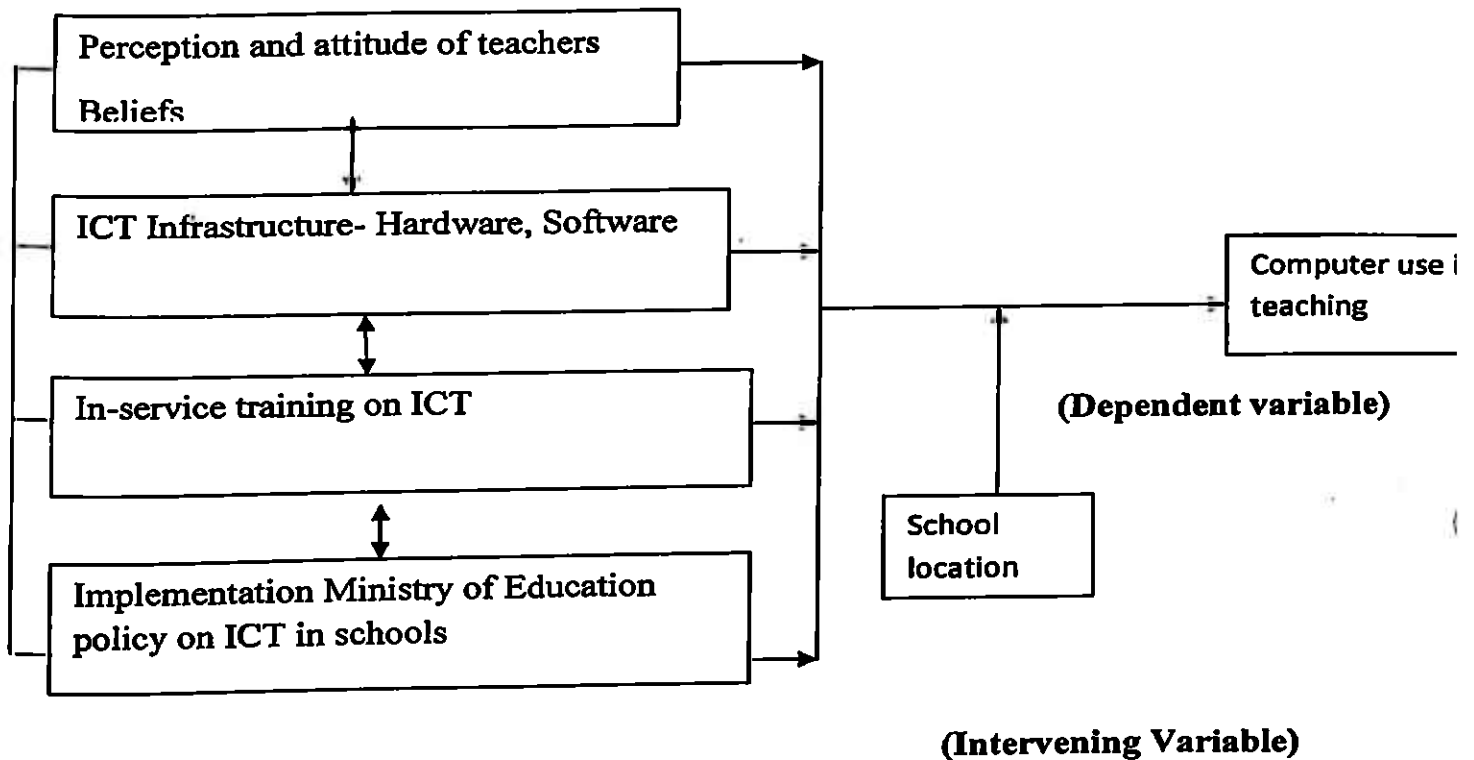 Perception and attitude of teachers
Beliefs
ICT Infrastructure- Hardware, Software
In-service training on ICT
Implementation Ministry of Education
policy on ICT in schools
Computer use i
teaching
(Dependent variable)
School
location
(Intervening Variable)